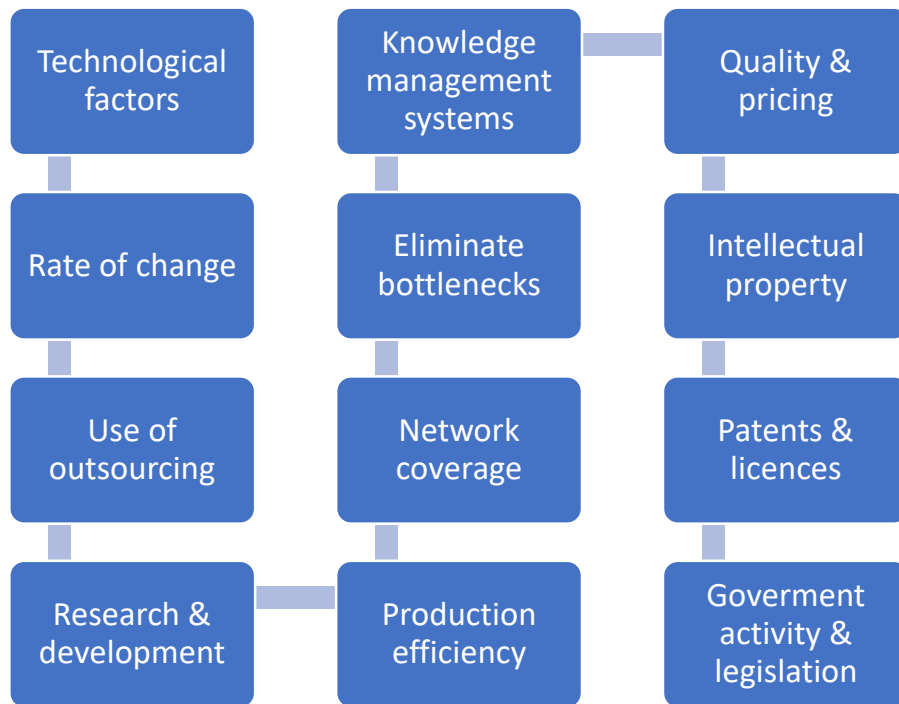 Technological
factors
Rate of change
Use of
outsourcing
Research &
development
Production
efficiency
Network
coverage
Eliminate
bottlenecks
Knowledge
management
systems
Quality &
pricing
Intellectual
property
Patents &
licences
Goverment
activity &
legislation